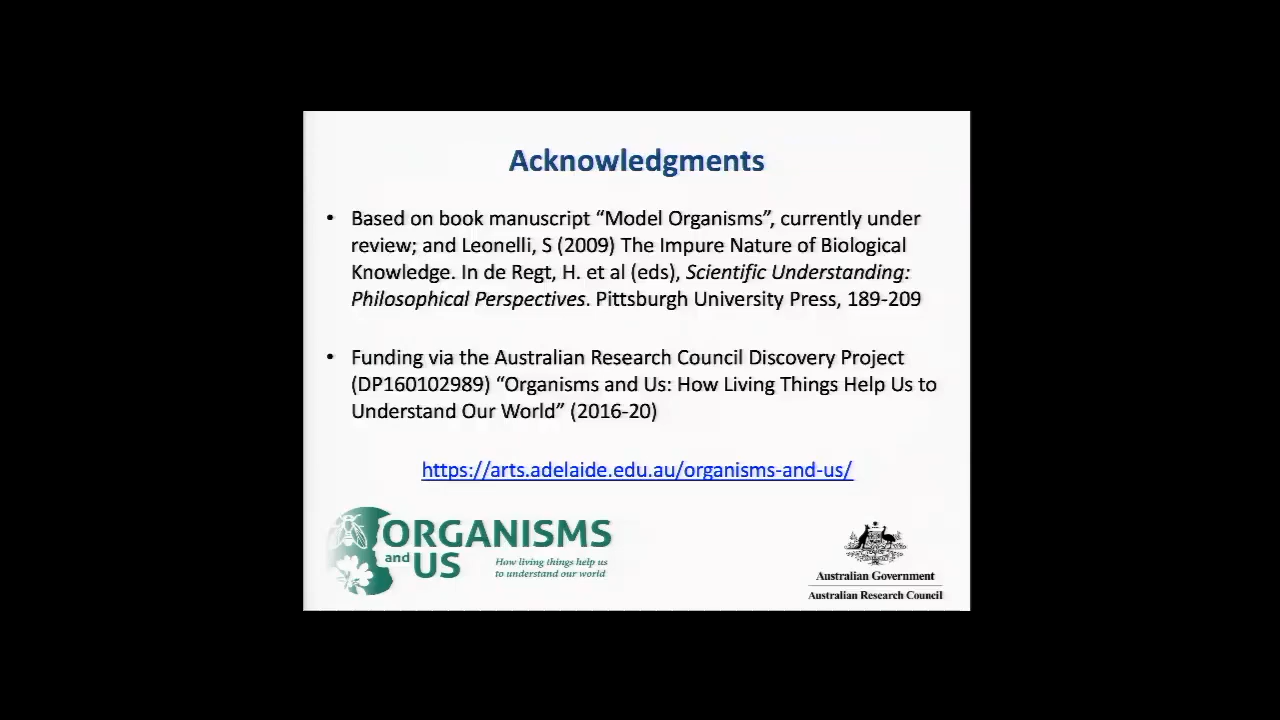 Acknowledgments
• Based on book manuscript “Model Organisms”, currently under
review; and Leonelli, S (2009) The Impure Nature of Biological
Knowledge. In de Regt, H. et al (eds), Scientific Understanding:
Philosophical Perspectives. Pittsburgh University Press, 189-209
• Funding via the Australian Research Council Discovery Project
(DP160102989) “Organisms and Us: How Living Things Help Us to
Understand Our World” (2016-20)
https://arts.adelaide.edu.au/organisms-and-us/
ORGANISMS
and US
How living things help us
to understand our world
Australian Government
Australian Research Council